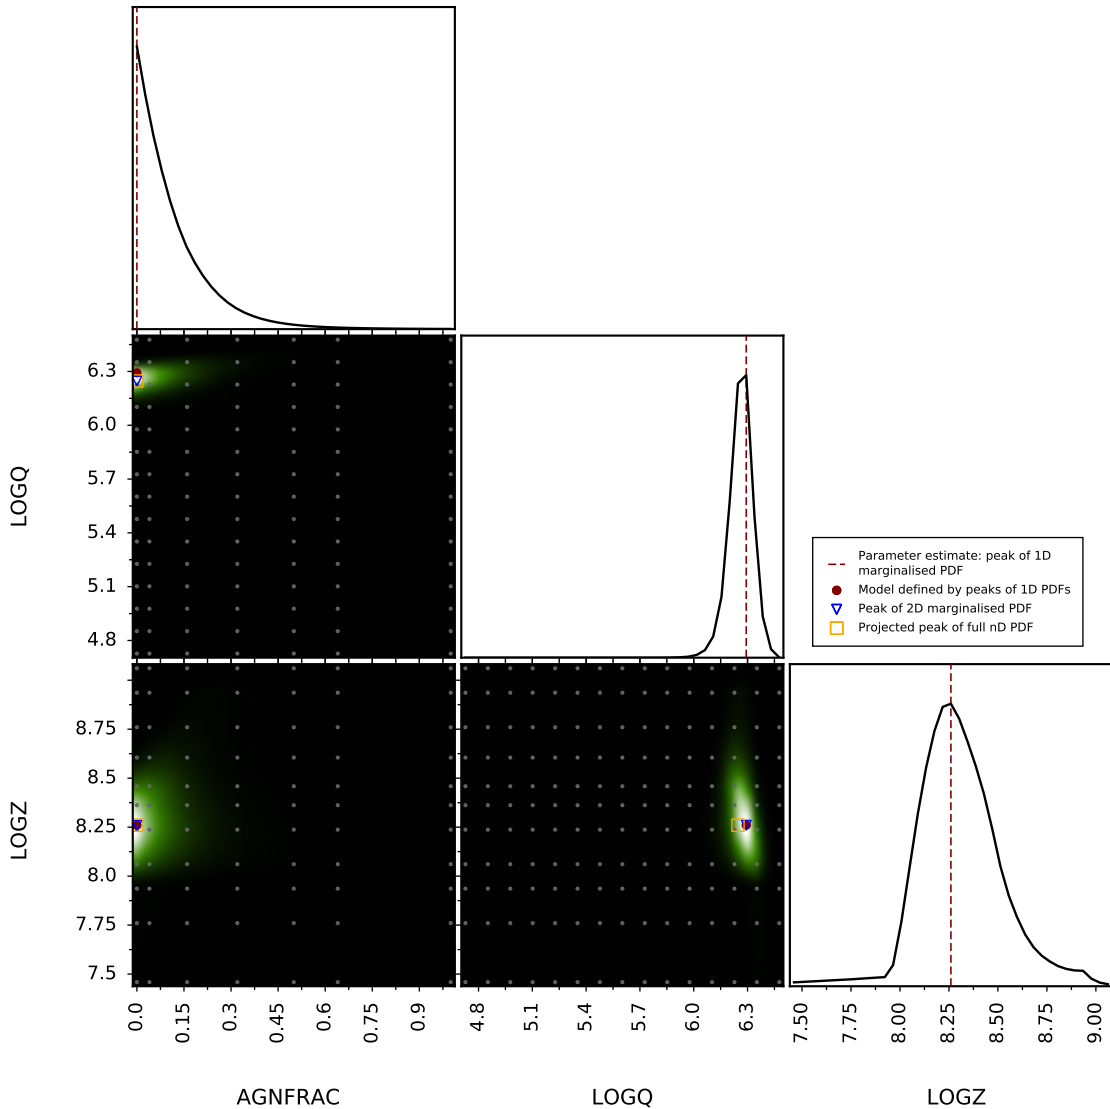 6.3
6.0
5.7
5.4
5.1
4.8
LOGQ
Parameter estimate: peak of 1D
marginalised PDF
Model defined by peaks of 1D PDFs
Peak of 2D marginalised PDF
Projected peak of full nD PDF
8.75
8.5
8.25
8.0
7.75
7.5
LOGZ
0.0 0.15 0.3 0.45 0.6 0.75 0.9
4.8 5.1 5.4 5.7 6.0 6.3
7.50 7.75 8.00 8.25 8.50 8.75 9.00
AGNFRAC
LOGQ
LOGZ